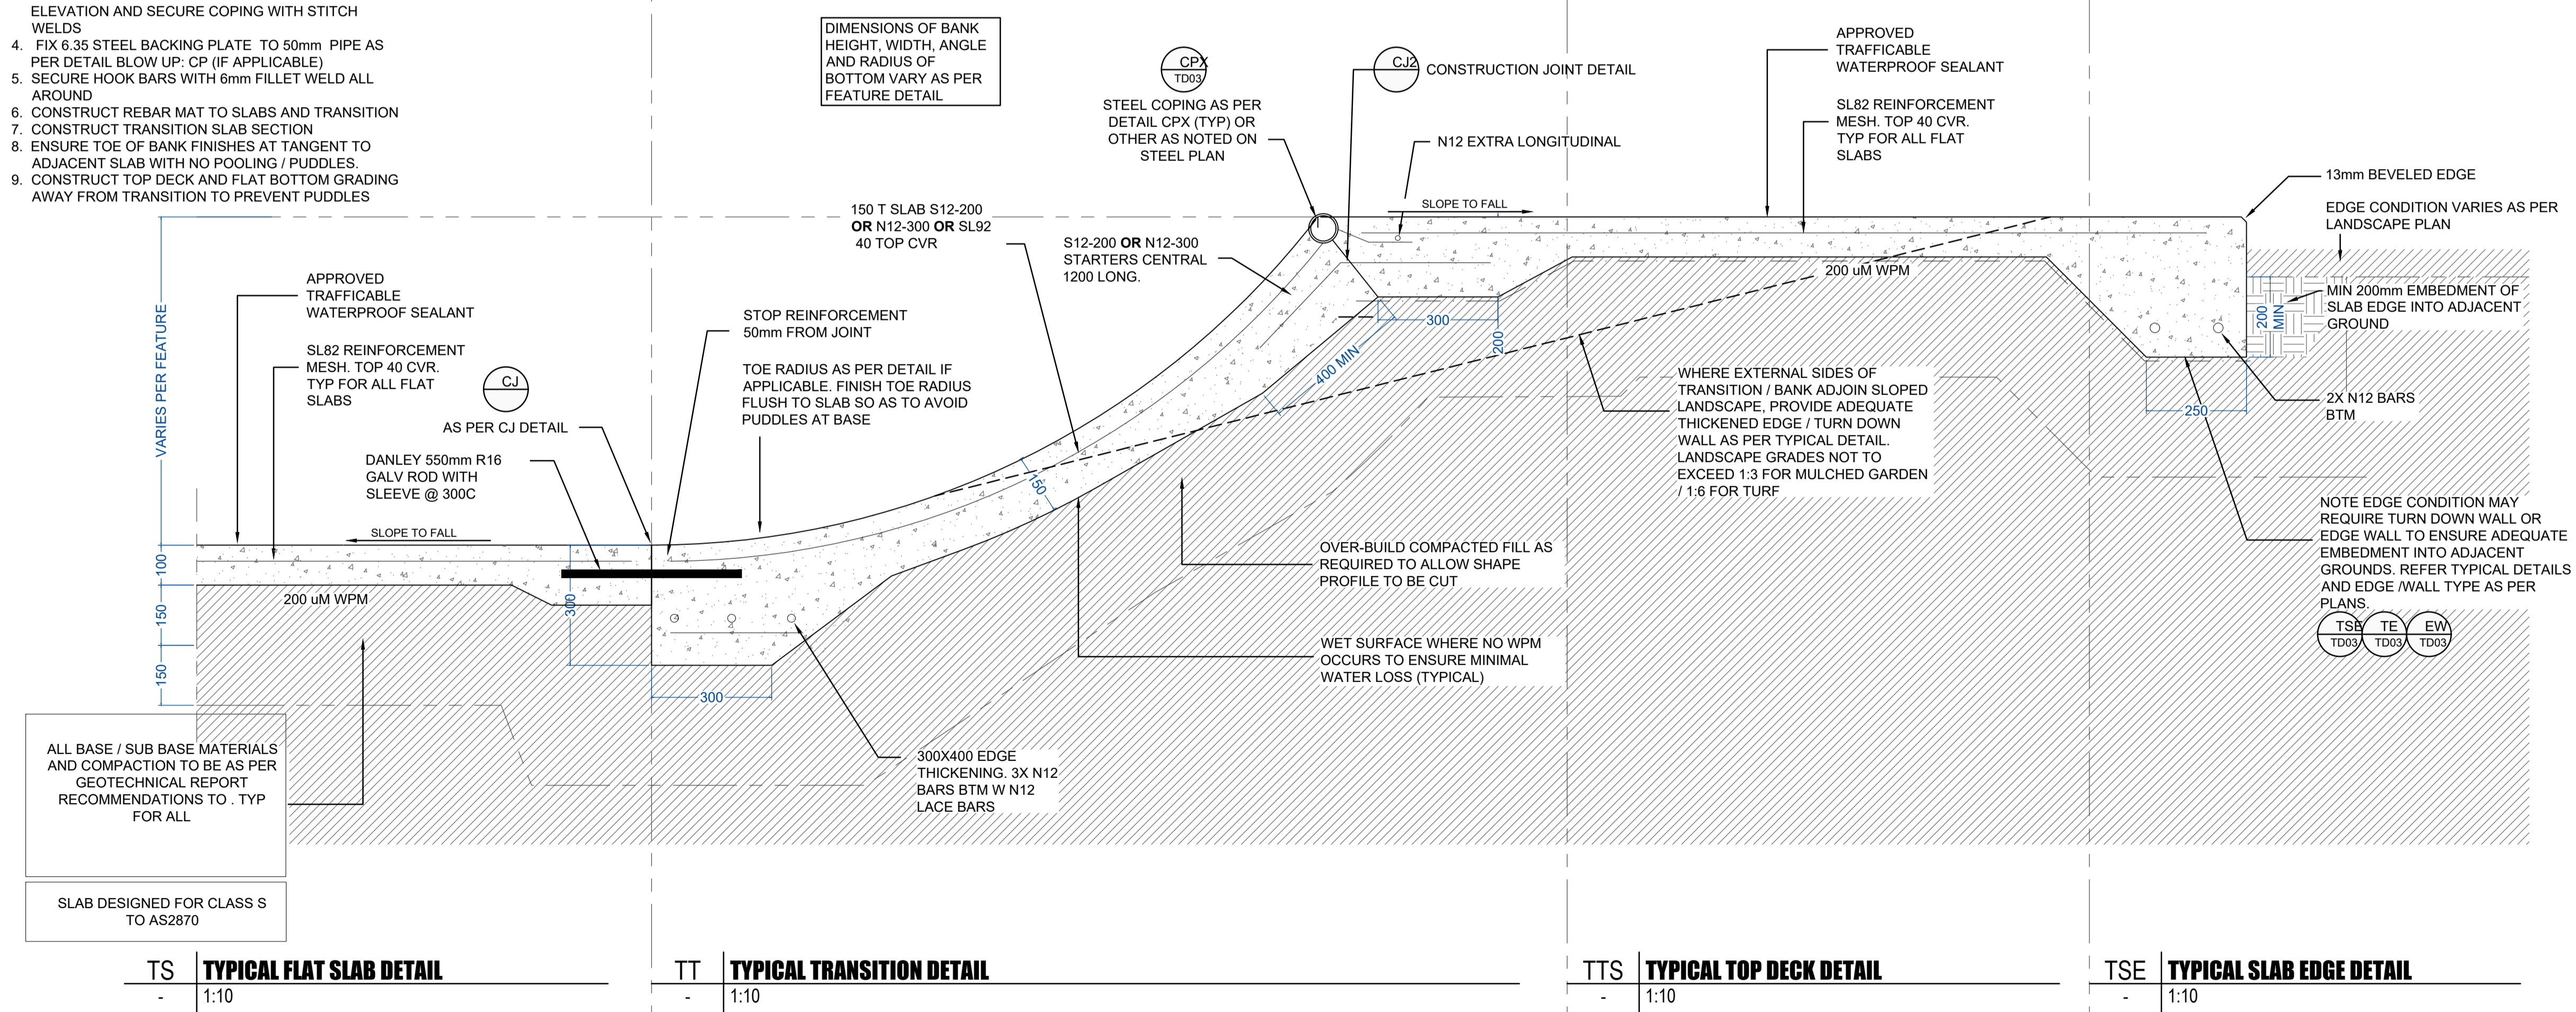 ELEVATION AND SECURE COPING WITH STITCH
WELDS
4. FIX 6.35 STEEL BACKING PLATE TO 50mm PIPE AS
PER DETAIL BLOW UP: CP (IF APPLICABLE)
5. SECURE HOOK BARS WITH 6mm FILLET WELD ALL
AROUND
6. CONSTRUCT REBAR MAT TO SLABS AND TRANSITION
7. CONSTRUCT TRANSITION SLAB SECTION
8. ENSURE TOE OF BANK FINISHES AT TANGENT TO
ADJACENT SLAB WITH NO POOLING / PUDDLES.
9. CONSTRUCT TOP DECK AND FLAT BOTTOM GRADING
AWAY FROM TRANSITION TO PREVENT PUDDLES
DIMENSIONS OF BANK
HEIGHT, WIDTH, ANGLE
AND RADIUS OF
BOTTOM VARY AS PER
FEATURE DETAIL
CPX
TD03
STEEL COPING AS PER
DETAIL CPX (TYP) OR
OTHER AS NOTED ON
STEEL PLAN
CJ2
CONSTRUCTION JOINT DETAIL
N12 EXTRA LONGITUDINAL
SLOPE TO FALL
APPROVED
TRAFFICABLE
WATERPROOF SEALANT
SL82 REINFORCEMENT
MESH. TOP 40 CVR.
TYP FOR ALL FLAT
SLABS
13mm BEVELED EDGE
EDGE CONDITION VARIES AS PER
LANDSCAPE PLAN
MIN 200mm EMBEDMENT OF
SLAB EDGE INTO ADJACENT
GROUND
200
MIN
2X N12 BARS
BTM
250
NOTE EDGE CONDITION MAY
REQUIRE TURN DOWN WALL OR
EDGE WALL TO ENSURE ADEQUATE
EMBEDMENT INTO ADJACENT
GROUNDS. REFER TYPICAL DETAILS
AND EDGE /WALL TYPE AS PER
PLANS.
TSE
TD03
TE
TD03
EW
TD03
150 T SLAB S12-200
OR N12-300 OR SL92
40 TOP CVR
S12-200 OR N12-300
STARTERS CENTRAL
1200 LONG.
200 uM WPM
300
200
400 MIN
150
WHERE EXTERNAL SIDES OF
TRANSITION / BANK ADJOIN SLOPED
LANDSCAPE, PROVIDE ADEQUATE
THICKENED EDGE / TURN DOWN
WALL AS PER TYPICAL DETAIL.
LANDSCAPE GRADES NOT TO
EXCEED 1:3 FOR MULCHED GARDEN
/ 1:6 FOR TURF
OVER-BUILD COMPACTED FILL AS
REQUIRED TO ALLOW SHAPE
PROFILE TO BE CUT
WET SURFACE WHERE NO WPM
OCCURS TO ENSURE MINIMAL
WATER LOSS (TYPICAL)
APPROVED
TRAFFICABLE
WATERPROOF SEALANT
SL82 REINFORCEMENT
MESH. TOP 40 CVR.
TYP FOR ALL FLAT
SLABS
CJ
AS PER CJ DETAIL
DANLEY 550mm R16
GALV ROD WITH
SLEEVE @ 300C
SLOPE TO FALL
STOP REINFORCEMENT
50mm FROM JOINT
TOE RADIUS AS PER DETAIL IF
APPLICABLE. FINISH TOE RADIUS
FLUSH TO SLAB SO AS TO AVOID
PUDDLES AT BASE
VARIES PER FEATURE
100
150
150
200 uM WPM
300
300
300X400 EDGE
THICKENING. 3X N12
BARS BTM W N12
LACE BARS
ALL BASE / SUB BASE MATERIALS
AND COMPACTION TO BE AS PER
GEOTECHNICAL REPORT
RECOMMENDATIONS TO . TYP
FOR ALL
SLAB DESIGNED FOR CLASS S
TO AS2870
TS TYPICAL FLAT SLAB DETAIL
- 1:10
TT TYPICAL TRANSITION DETAIL
- 1:10
TTS TYPICAL TOP DECK DETAIL
- 1:10
TSE TYPICAL SLAB EDGE DETAIL
- 1:10